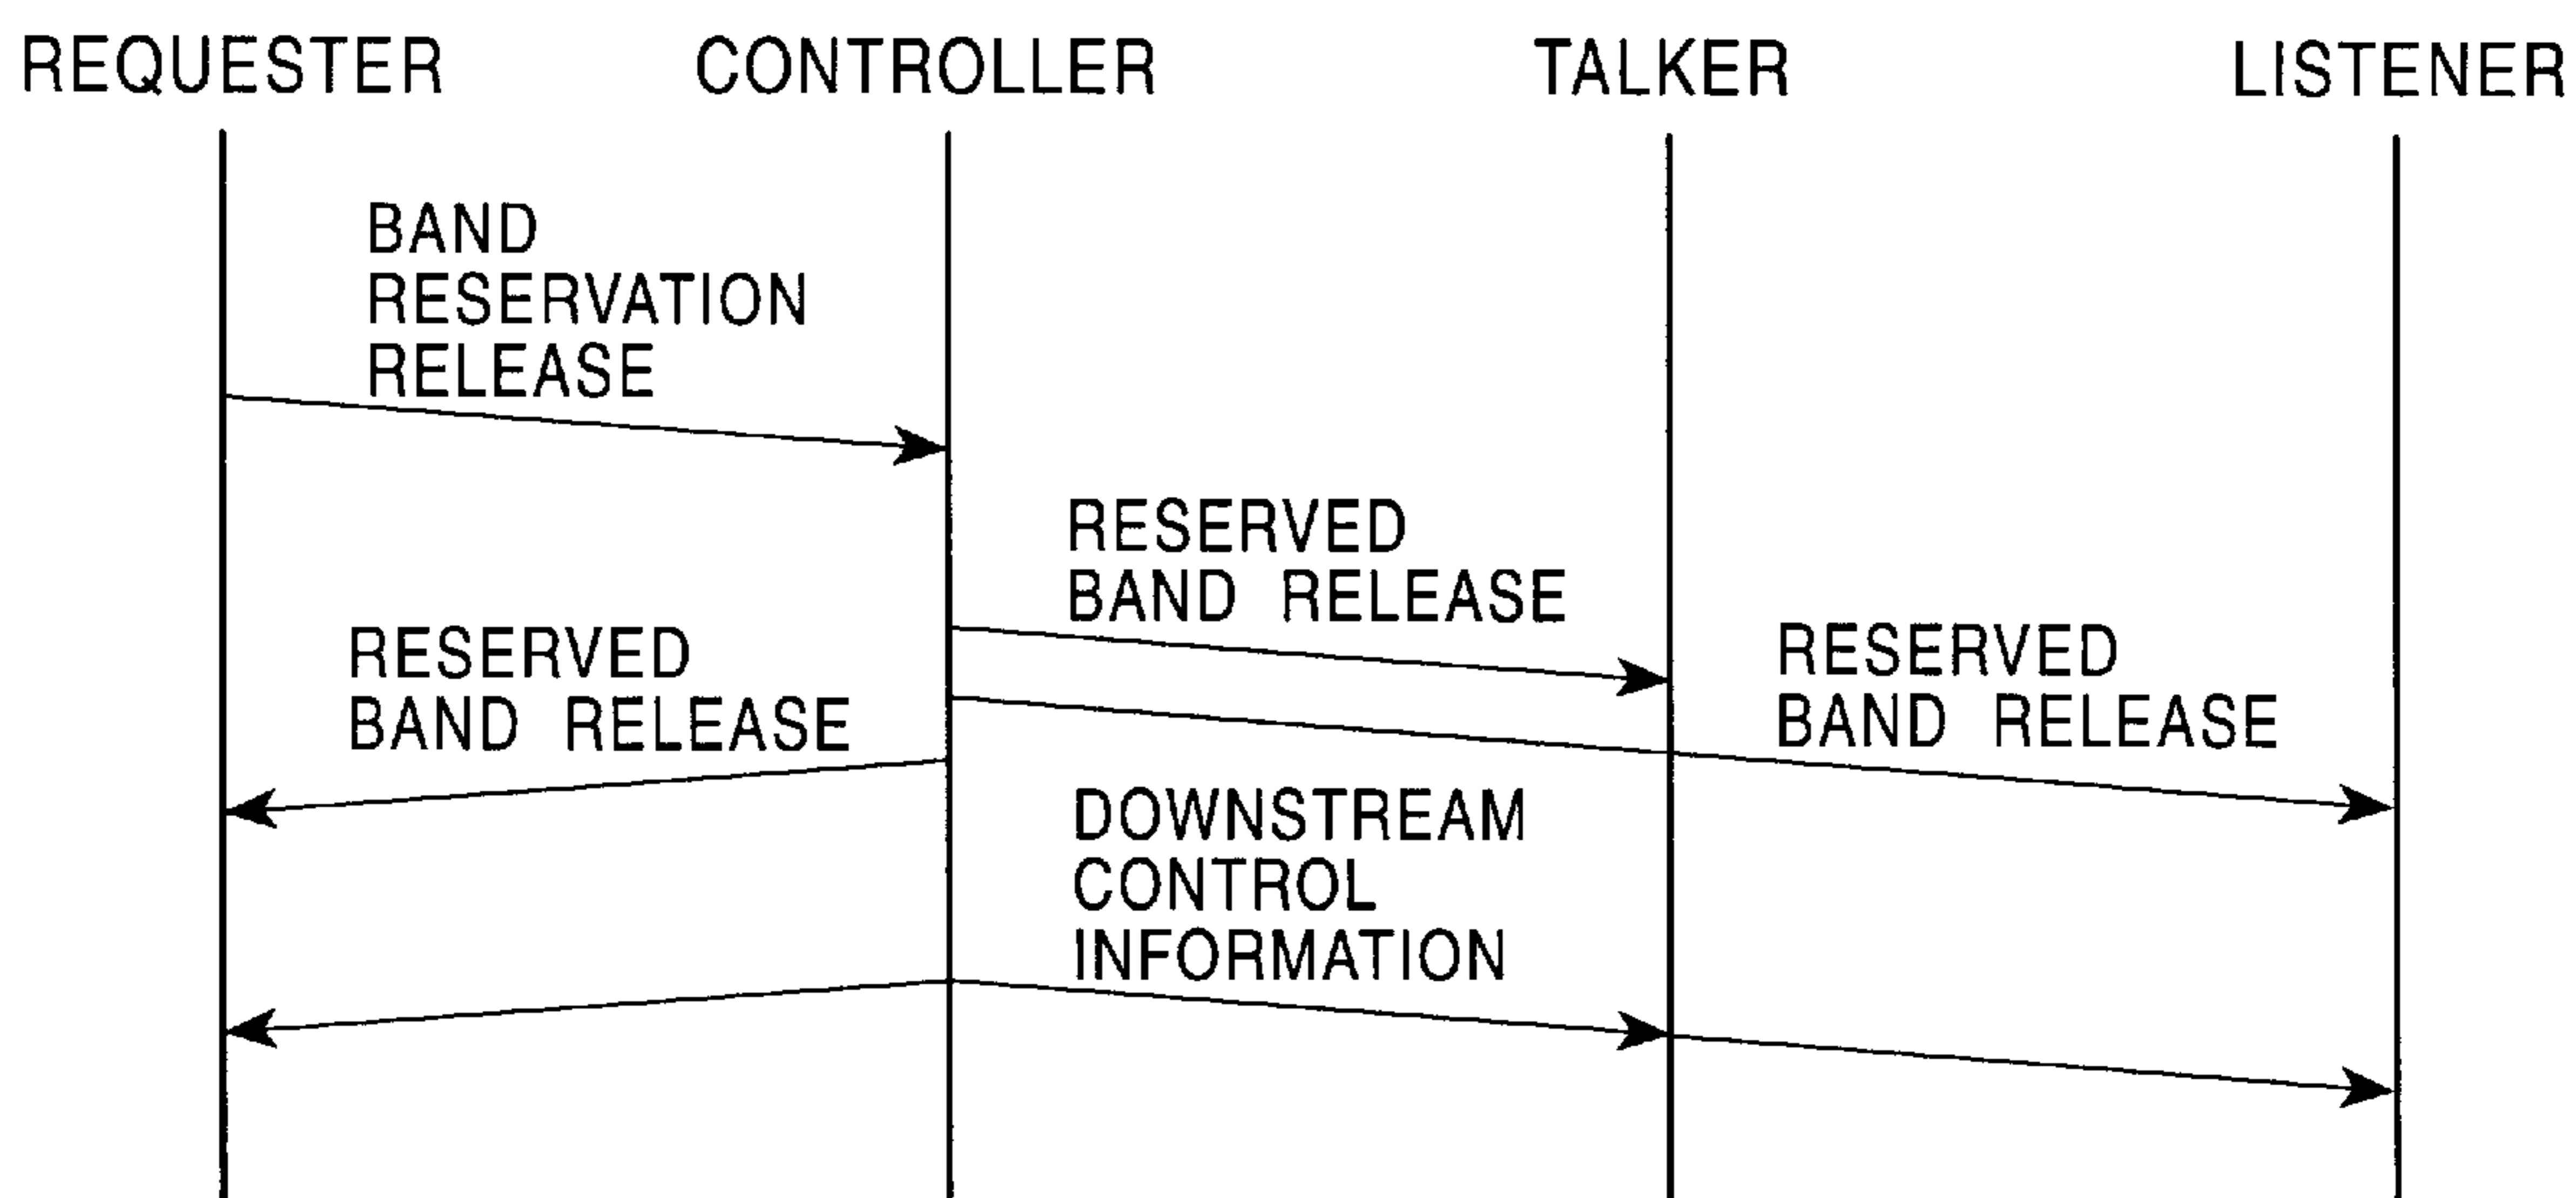 REQUESTER CONTROLLER TALKER LISTENER
BAND
RESERVATION
RELEASE
RESERVED
BAND RELEASE
RESERVED
BAND RELEASE
RESERVED
BAND RELEASE
DOWNSTREAM
CONTROL
INFORMATION